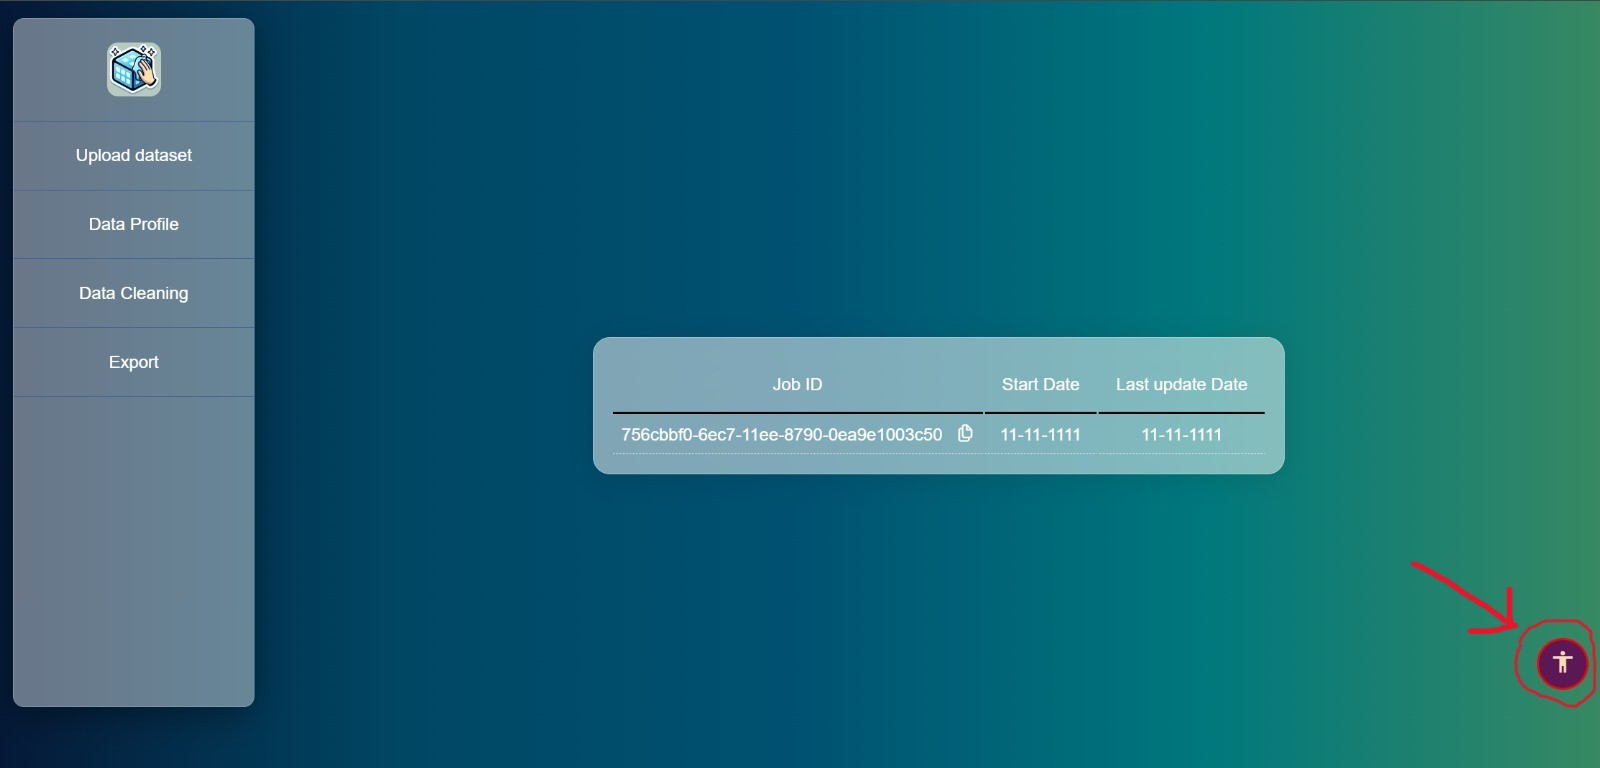 Upload dataset
Data Profile
Data Cleaning
Export
Job ID Start Date Last update Date
756cbbf0-6ec7-11ee-8790-0ea9e1003c50 11-11-1111 11-11-1111